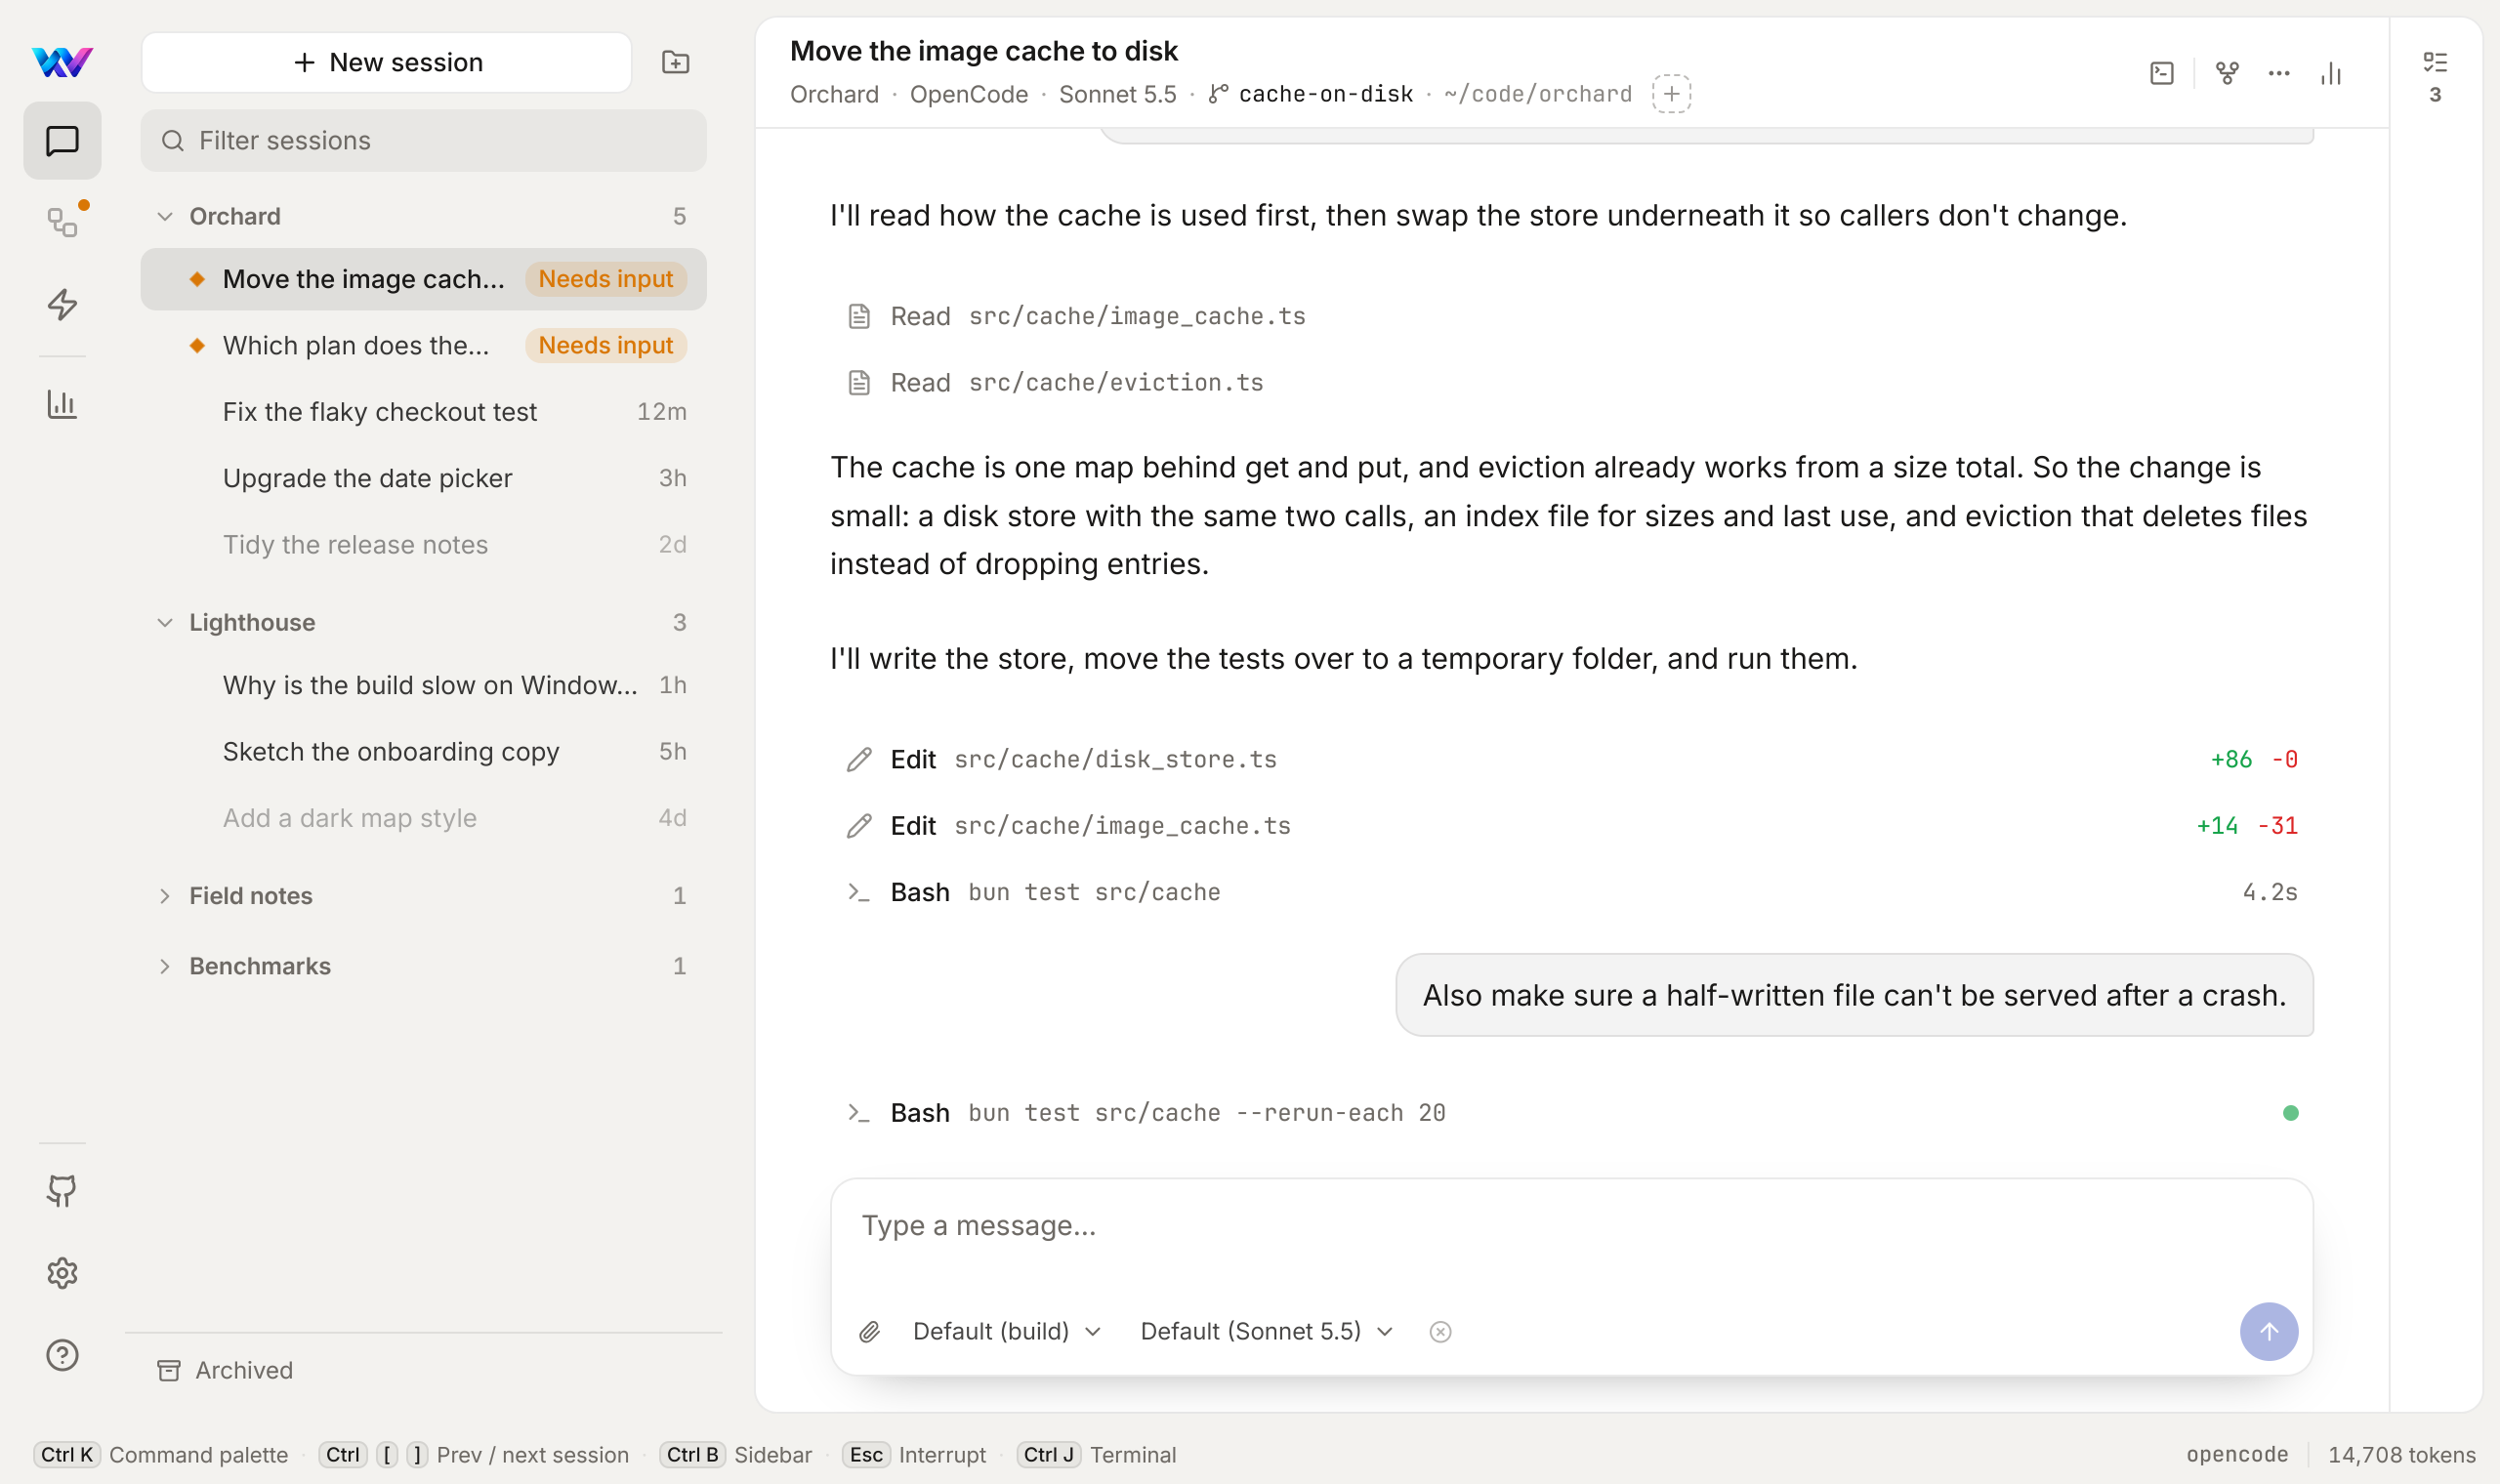 New session
Filter sessions
Orchard 5
Move the image cach... Needs input
Which plan does the... Needs input
Fix the flaky checkout test 12m
Upgrade the date picker 3h
Tidy the release notes 2d
Lighthouse 3
Why is the build slow on Window... 1h
Sketch the onboarding copy 5h
Add a dark map style 4d
Field notes 1
Benchmarks 1
Archived
Move the image cache to disk
Orchard · OpenCode · Sonnet 5.5 · cache-on-disk · ~/code/orchard
3
I'll read how the cache is used first, then swap the store underneath it so callers don't change.
Read src/cache/image_cache.ts
Read src/cache/eviction.ts
The cache is one map behind get and put, and eviction already works from a size total. So the change is
small: a disk store with the same two calls, an index file for sizes and last use, and eviction that deletes files
instead of dropping entries.
I'll write the store, move the tests over to a temporary folder, and run them.
Edit src/cache/disk_store.ts +86 -0
Edit src/cache/image_cache.ts +14 -31
Bash bun test src/cache 4.2s
Also make sure a half-written file can't be served after a crash.
Bash bun test src/cache --rerun-each 20
Type a message...
Default (build) Default (Sonnet 5.5)
Ctrl K Command palette · Ctrl [ ] Prev / next session · Ctrl B Sidebar · Esc Interrupt · Ctrl J Terminal
opencode 14,708 tokens